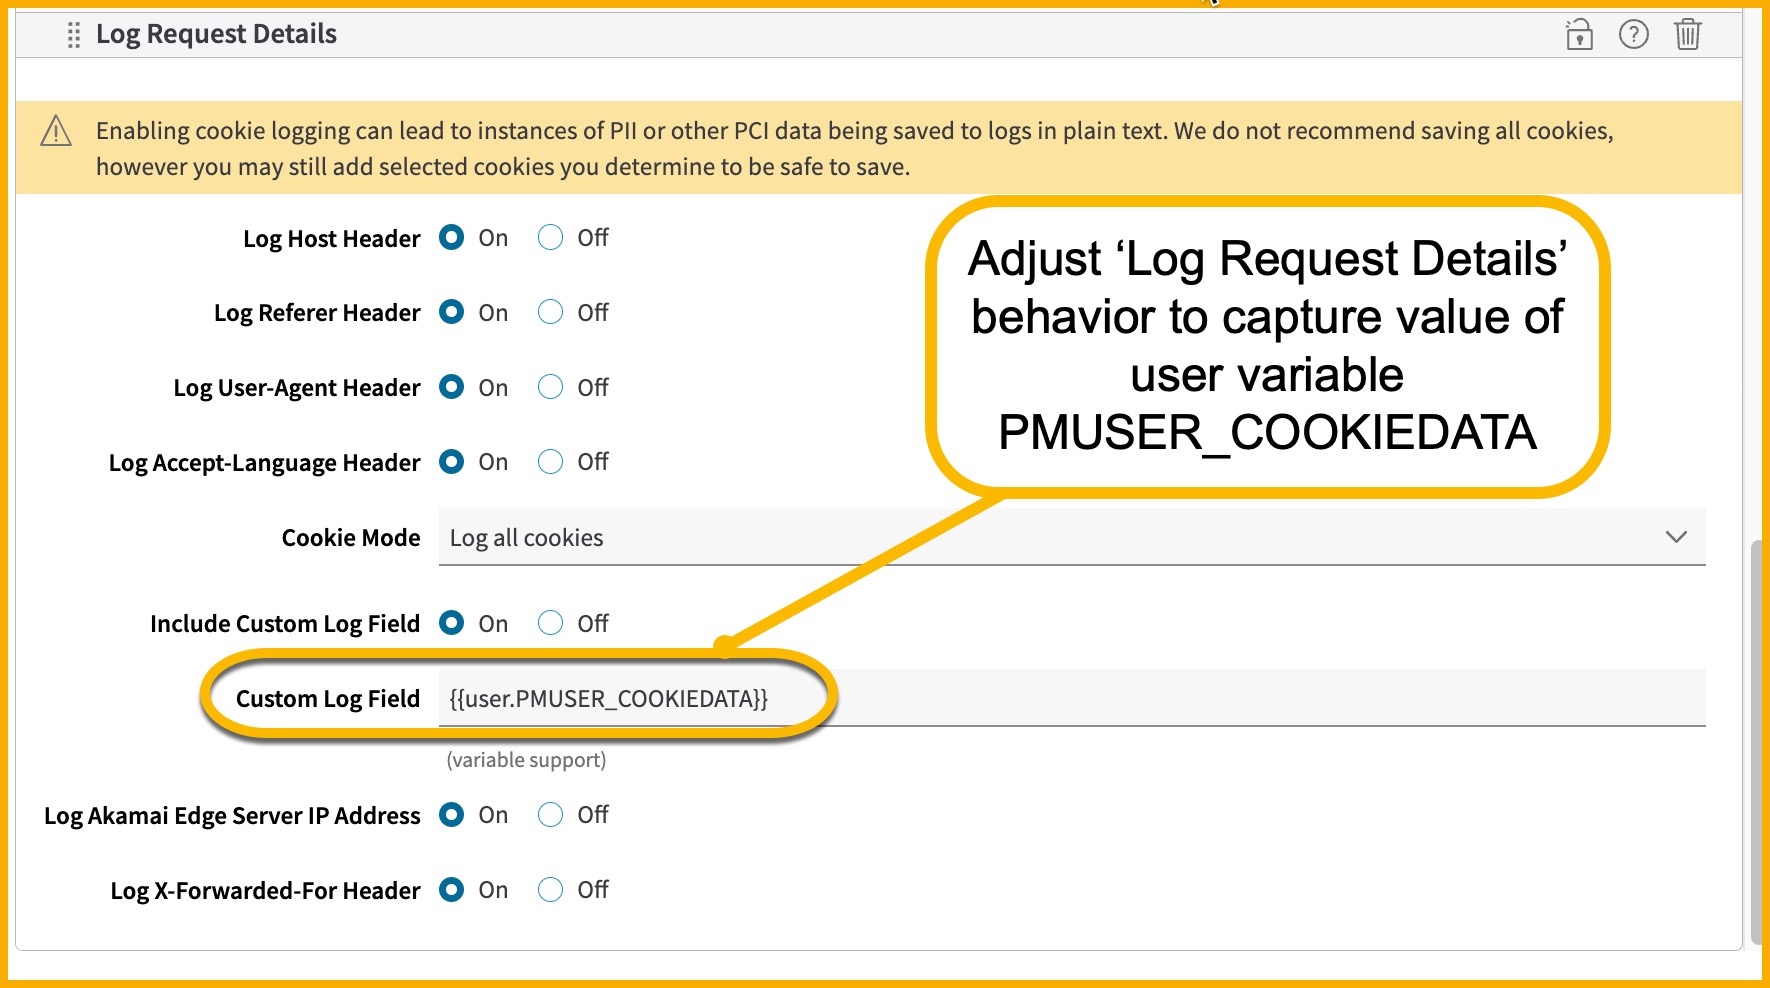 Log Request Details
Enabling cookie logging can lead to instances of PII or other PCI data being saved to logs in plain text. We do not recommend saving all cookies,
however you may still add selected cookies you determine to be safe to save.
Log Host Header On Off
Adjust ‘Log Request Details’
behavior to capture value of
user variable
PMUSER_COOKIEDATA
Log Referer Header On Off
Log User-Agent Header On Off
Log Accept-Language Header On Off
Cookie Mode Log all cookies
Include Custom Log Field On Off
Custom Log Field {{user.PMUSER_COOKIEDATA}}
(variable support)
Log Akamai Edge Server IP Address On Off
Log X-Forwarded-For Header On Off